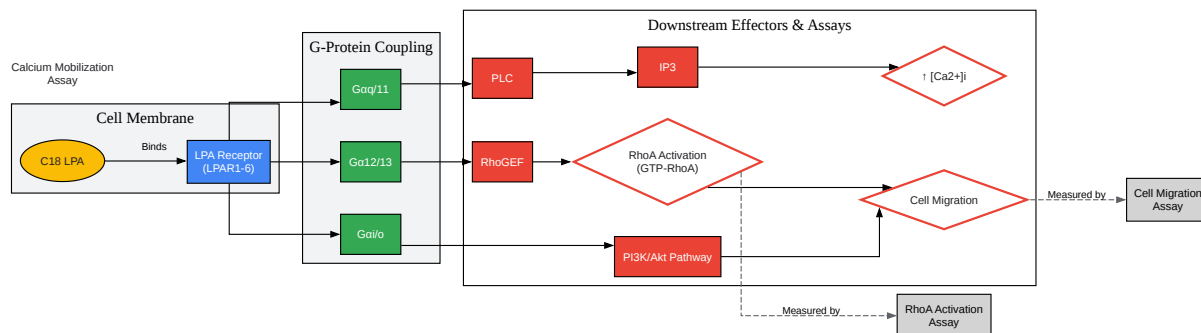 Downstream Effectors & Assays
G-Protein Coupling
Calcium Mobilization
Assay
Cell Membrane
C18 LPA
Binds
LPA Receptor
(LPAR1-6)
Gαq/11
Gα12/13
Gαi/o
PLC
IP3
↑ [Ca2+]i
RhoGEF
RhoA Activation
(GTP-RhoA)
Cell Migration
PI3K/Akt Pathway
Measured by
Cell Migration
Assay
Measured by
RhoA Activation
Assay